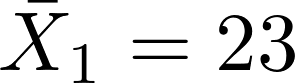 X̄₁ = 23